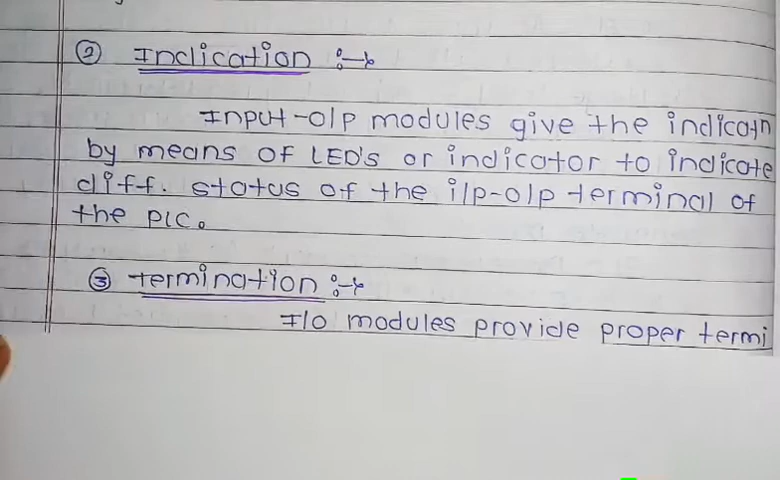 ② Indication :-
Input-o/p modules give the indicatn
by means of LED's or indicator to indicate
diff. status of the i/p-o/p terminal of
the PLC.
③ termination :-
I/O modules provide proper termi